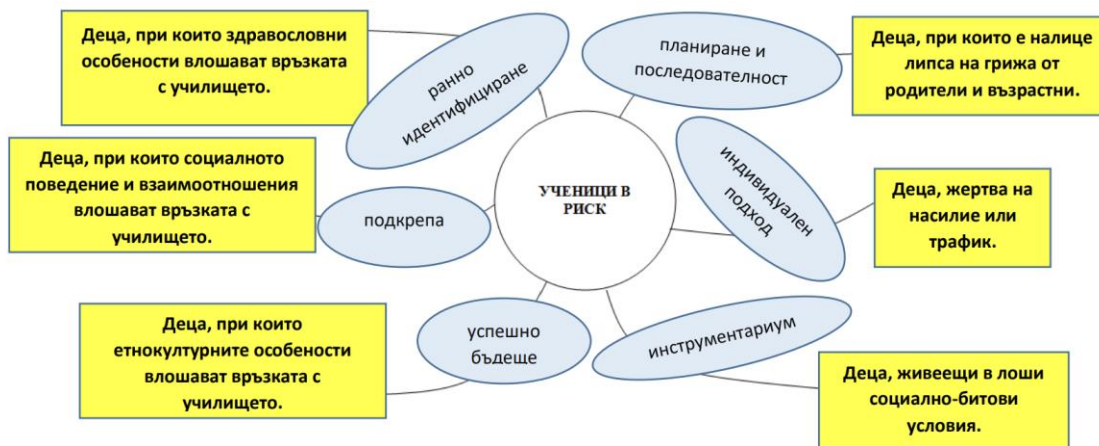 Деца, при които здравословни
особености влошават връзката
с училището.
ранно
идентифициране
планиране и
последователност
Деца, при които е налице
липса на грижа от
родители и възрастни.
Деца, при които социалното
поведение и взаимоотношения
влошават връзката с
училището.
подкрепа
УЧЕНИЦИ В
РИСК
индивидуален
подход
Деца, жертва на
насилие или
трафик.
Деца, при които
етнокултурните особености
влошават връзката с
училището.
успешно
бъдеще
инструментариум
Деца, живеещи в лоши
социално-битови
условия.